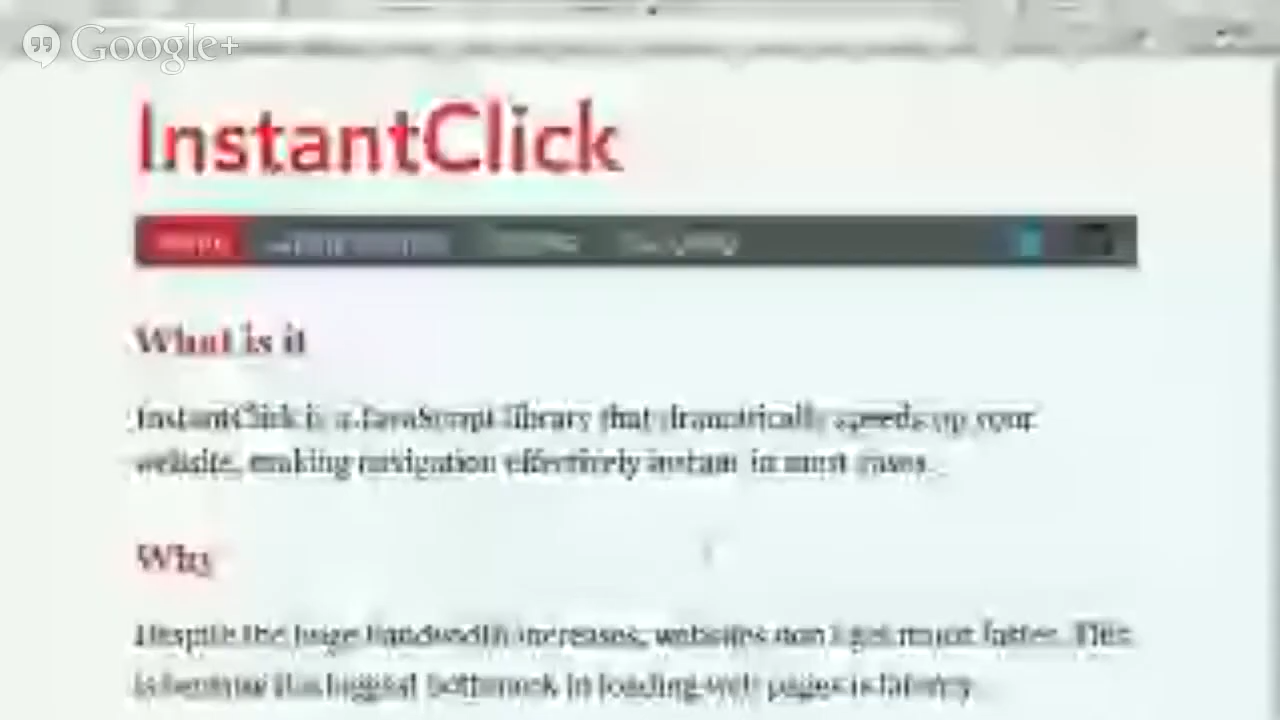 Google+
InstantClick
What is it
InstantClick is a JavaScript library that dramatically speeds up your
website, making navigation effectively instant in most cases.
Why
Despite the huge bandwidth increases, websites don't get much faster. This
is because the biggest bottleneck in loading web pages is latency.